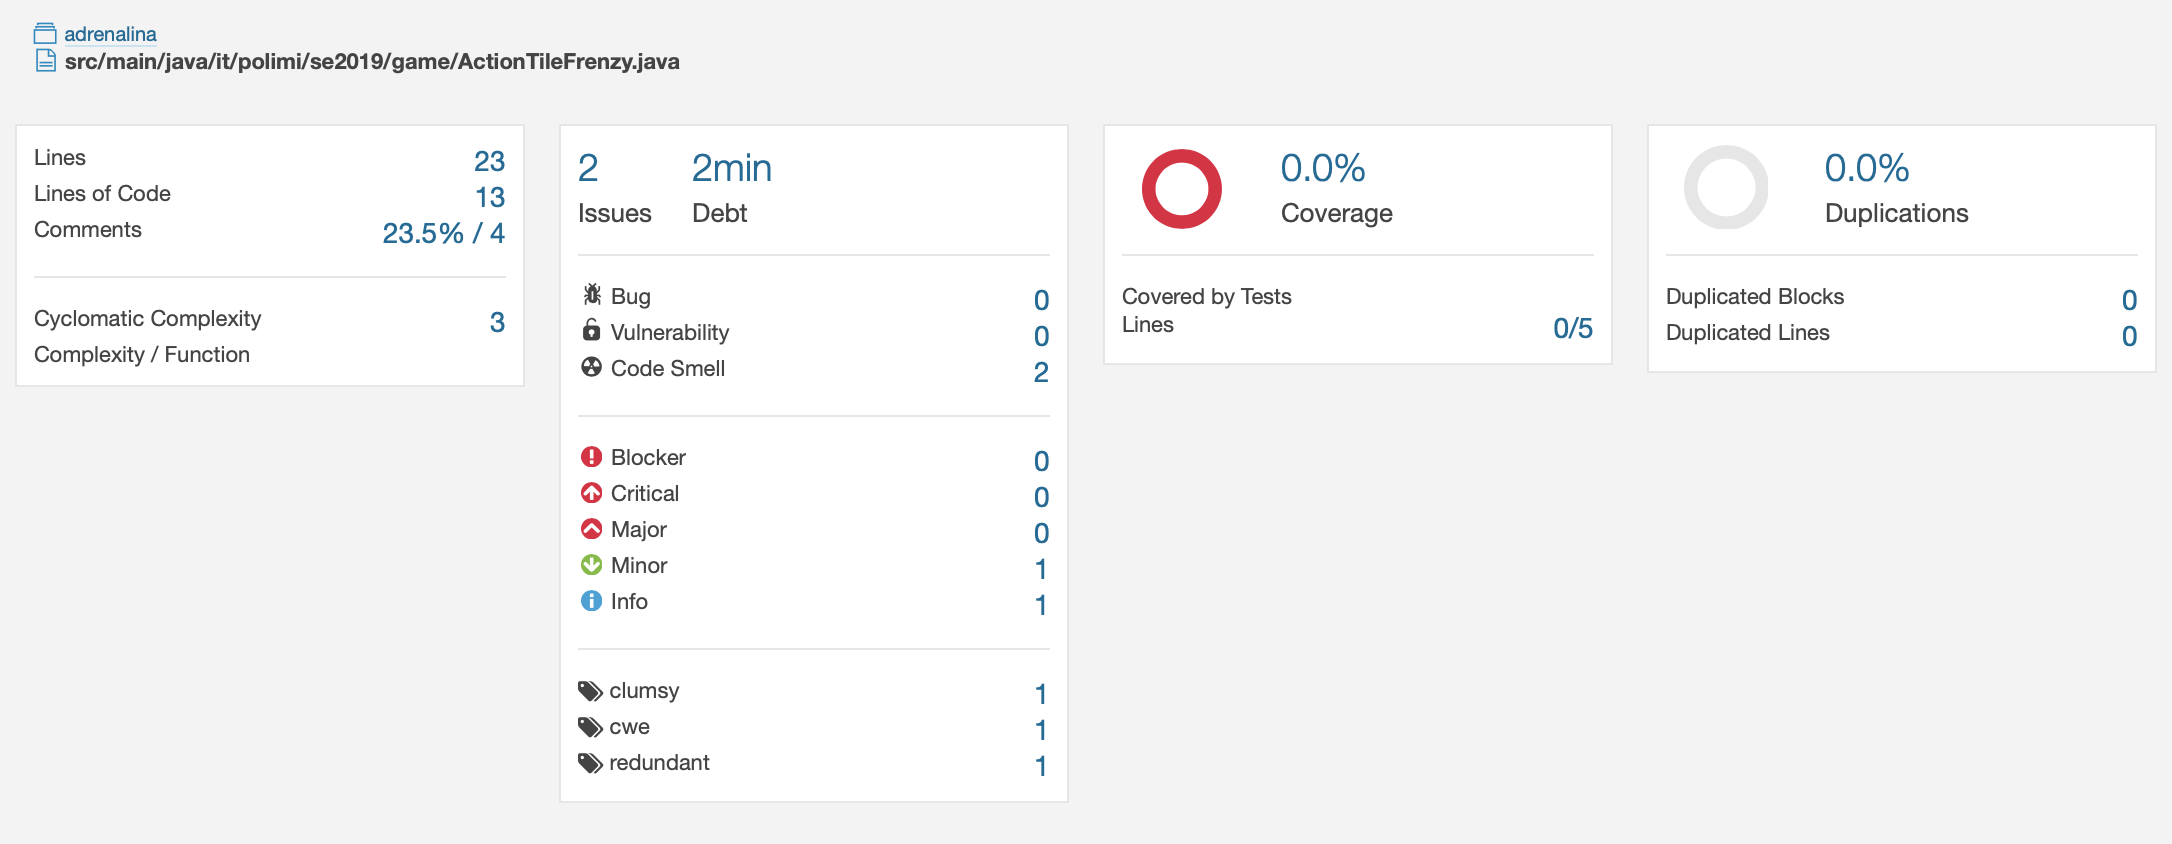 adrenalina
src/main/java/it/polimi/se2019/game/ActionTileFrenzy.java
Lines 23
Lines of Code 13
Comments 23.5% / 4
Cyclomatic Complexity 3
Complexity / Function
2 2min
Issues Debt
Bug 0
Vulnerability 0
Code Smell 2
Blocker 0
Critical 0
Major 0
Minor 1
Info 1
clumsy 1
cwe 1
redundant 1
0.0%
Coverage
Covered by Tests
Lines 0/5
0.0%
Duplications
Duplicated Blocks 0
Duplicated Lines 0